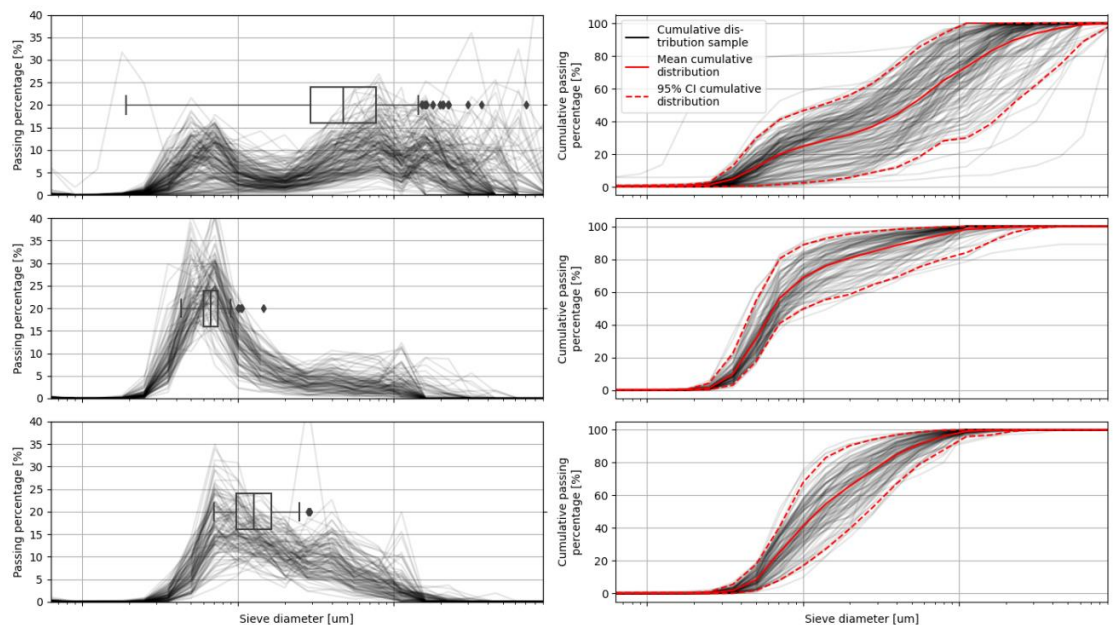 Passing percentage [%]
40
35
30
25
20
15
10
5
0
Cumulative passing
percentage [%]
100
80
60
40
20
0
Cumulative dis-
tribution sample
Mean cumulative
distribution
95% CI cumulative
distribution
Passing percentage [%]
40
35
30
25
20
15
10
5
0
Cumulative passing
percentage [%]
100
80
60
40
20
0
Passing percentage [%]
40
35
30
25
20
15
10
5
0
Sieve diameter [um]
Cumulative passing
percentage [%]
100
80
60
40
20
0
Sieve diameter [um]